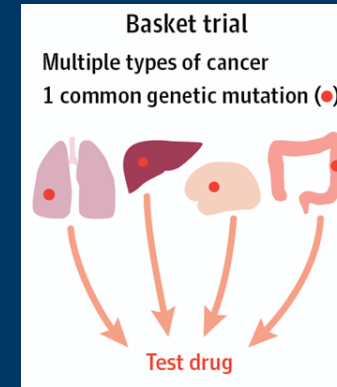 Basket trial
Multiple types of cancer
1 common genetic mutation (●)
Test drug